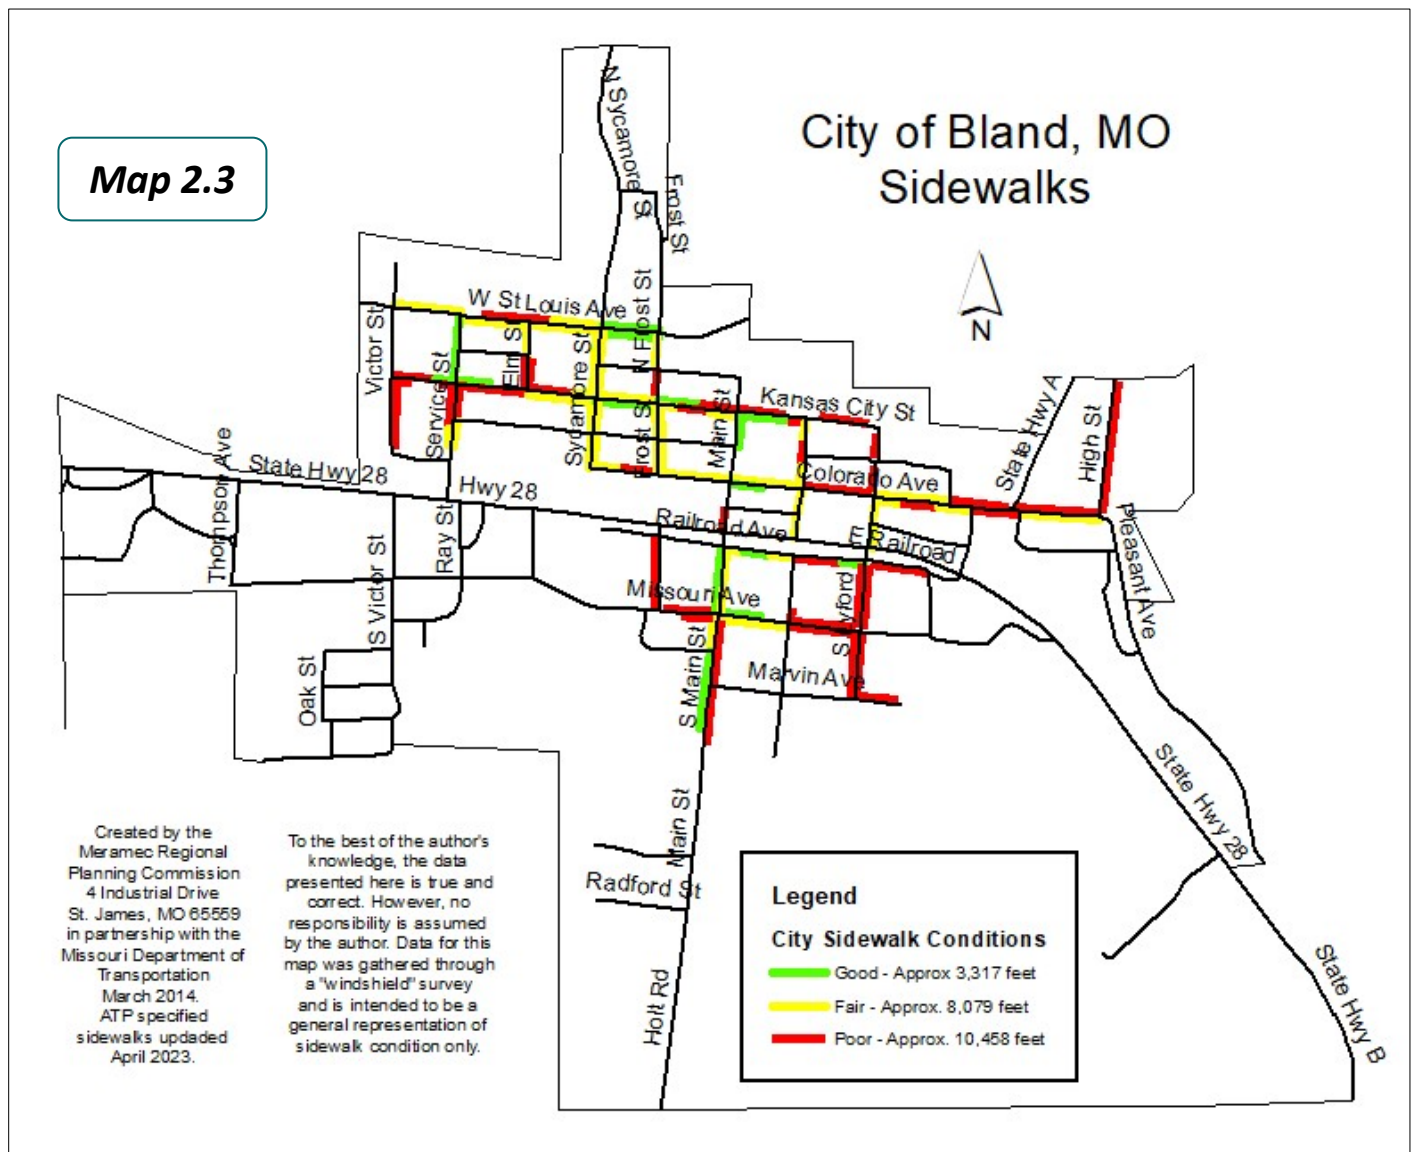 Map 2.3
City of Bland, MO
Sidewalks
N
N Sycamore St
Frost St
W St Louis Ave
N Frost St
Victor St
Service St
Elm St
Sycamore St
Frost St
Main St
Kansas City St
State Hwy A
High St
Colorado Ave
Thompson Ave
State Hwy 28
Hwy 28
Railroad Ave
E Railroad
Pleasant Ave
Ray St
S Victor St
Missouri Ave
Oak St
S Main St
Marvin Ave
State Hwy 28
Main St
Radford St
Holt Rd
State Hwy B
Created by the
Meramec Regional
Planning Commission
4 Industrial Drive
St. James, MO 65559
in partnership with the
Missouri Department of
Transportation
March 2014.
ATP specified
sidewalks updaded
April 2023.
To the best of the author's
knowledge, the data
presented here is true and
correct. However, no
responsibility is assumed
by the author. Data for this
map was gathered through
a "windshield" survey
and is intended to be a
general representation of
sidewalk condition only.
Legend
City Sidewalk Conditions
Good - Approx 3,317 feet
Fair - Approx. 8,079 feet
Poor - Approx. 10,458 feet